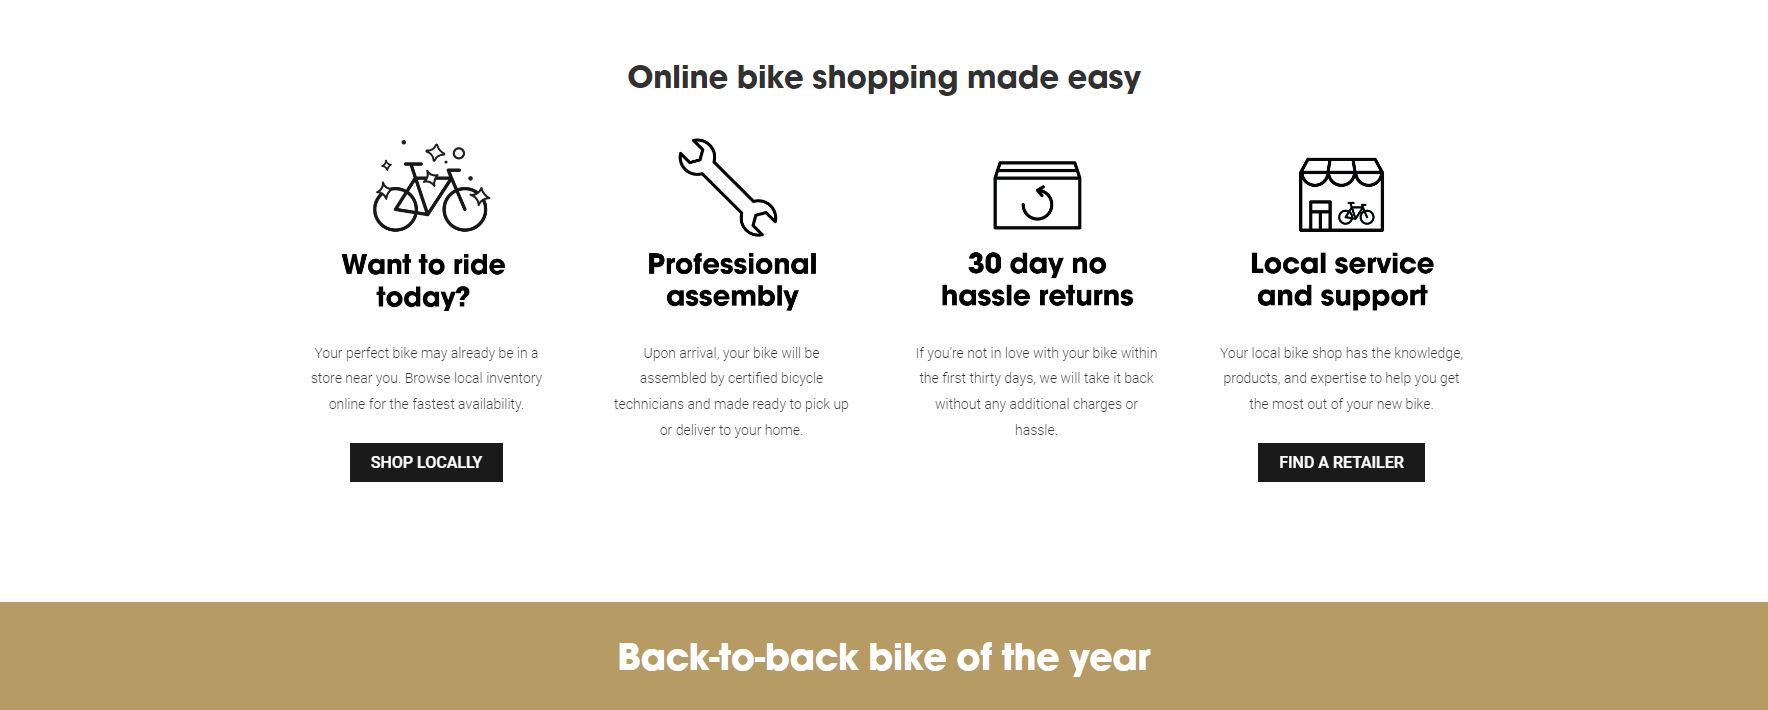 Online bike shopping made easy
Want to ride
today?
Your perfect bike may already be in a
store near you. Browse local inventory
online for the fastest availability.
SHOP LOCALLY
Professional
assembly
Upon arrival, your bike will be
assembled by certified bicycle
technicians and made ready to pick up
or deliver to your home.
30 day no
hassle returns
If you're not in love with your bike within
the first thirty days, we will take it back
without any additional charges or
hassle.
Local service
and support
Your local bike shop has the knowledge,
products, and expertise to help you get
the most out of your new bike.
FIND A RETAILER
Back-to-back bike of the year